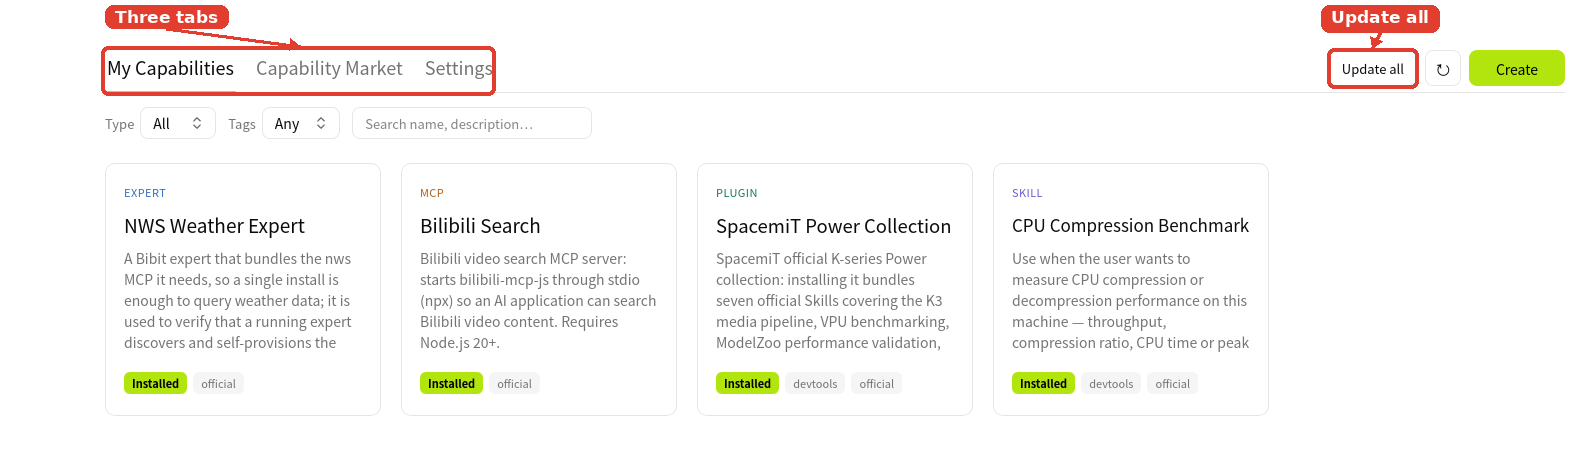 Three tabs
Update all
My Capabilities Capability Market Settings
Update all
Create
Type All Tags Any Search name, description…
EXPERT
NWS Weather Expert
A Bibit expert that bundles the nws
MCP it needs, so a single install is
enough to query weather data; it is
used to verify that a running expert
discovers and self-provisions the
Installed official
MCP
Bilibili Search
Bilibili video search MCP server:
starts bilibili-mcp-js through stdio
(npx) so an AI application can search
Bilibili video content. Requires
Node.js 20+.
Installed official
PLUGIN
SpacemiT Power Collection
SpacemiT official K-series Power
collection: installing it bundles
seven official Skills covering the K3
media pipeline, VPU benchmarking,
ModelZoo performance validation,
Installed devtools official
SKILL
CPU Compression Benchmark
Use when the user wants to
measure CPU compression or
decompression performance on this
machine — throughput,
compression ratio, CPU time or peak
Installed devtools official